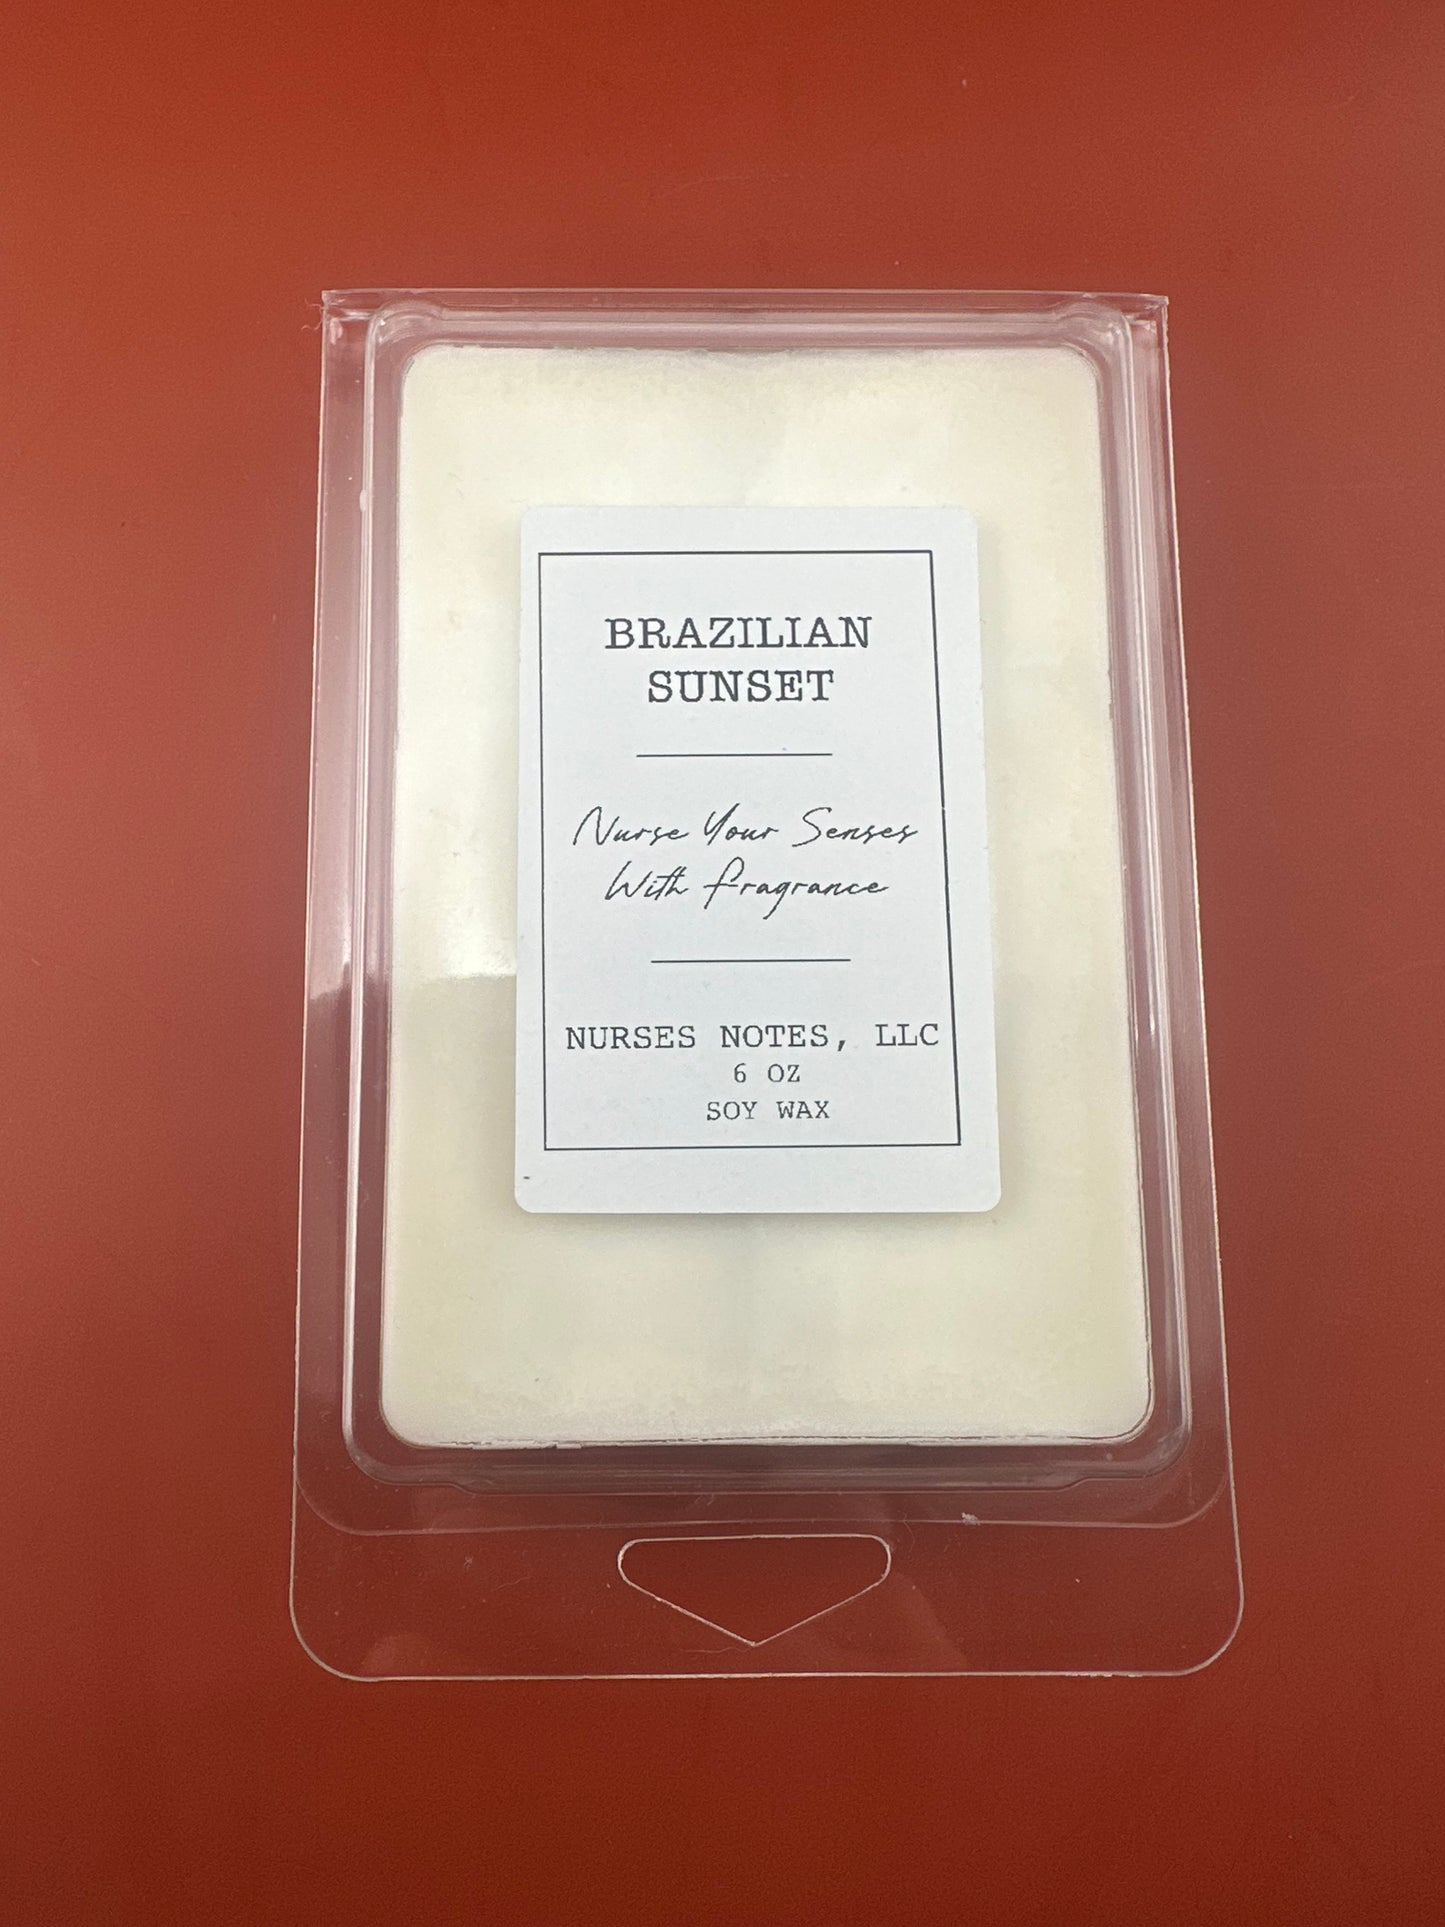 BRAZILIAN
SUNSET
Nurse Your Senses
With fragrance
NURSES NOTES, LLC
6 OZ
SOY WAX